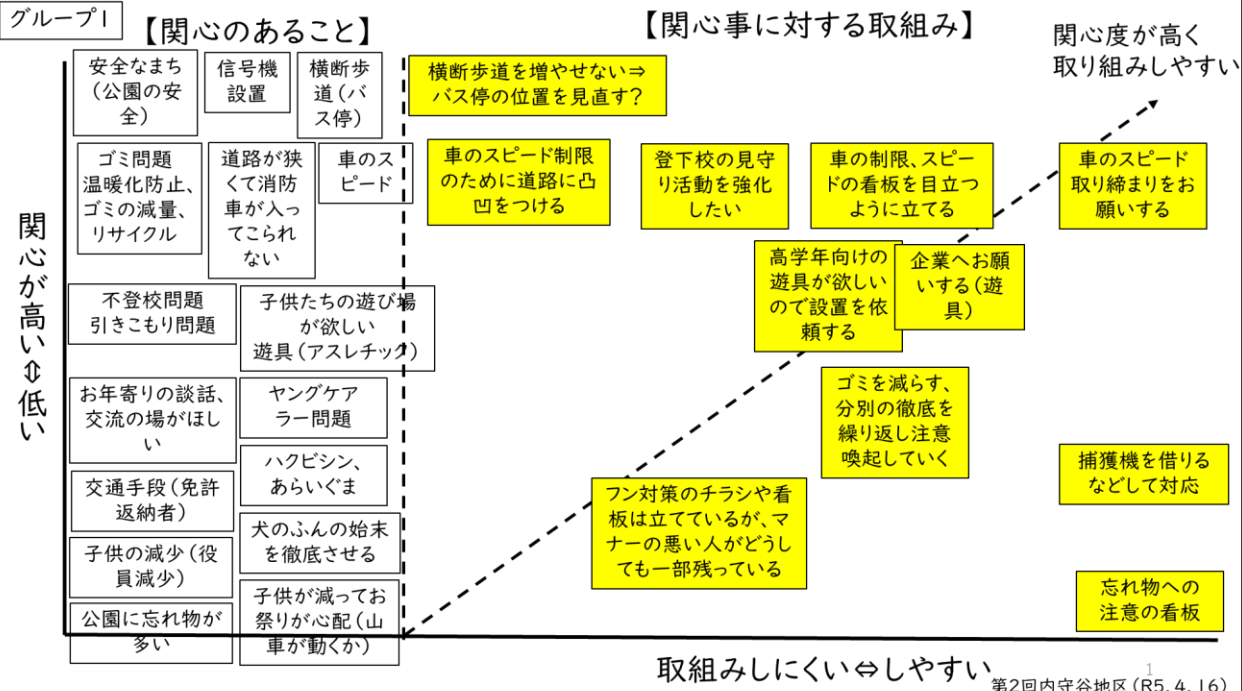 グループ1
【関心のあること】
【関心事に対する取組み】
関心度が高く
取り組みしやすい
安全なまち
(公園の安
全)
信号機
設置
横断歩
道(バ
ス停)
横断歩道を増やせない⇒
バス停の位置を見直す?
ゴミ問題
温暖化防止、
ゴミの減量、
リサイクル
道路が狭
くて消防
車が入っ
てこられ
ない
車のス
ピード
車のスピード制限
のために道路に凸
凹をつける
登下校の見守
り活動を強化
したい
車の制限、スピー
ドの看板を目立つ
ように立てる
車のスピード
取り締まりをお
願いする
高学年向けの
遊具が欲しい
ので設置を依
頼する
企業へお願
いする(遊
具)
不登校問題
引きこもり問題
子供たちの遊び場
が欲しい
遊具(アスレチック)
お年寄りの談話、
交流の場がほし
い
ヤングケア
ラー問題
ゴミを減らす、
分別の徹底を
繰り返し注意
喚起していく
ハクビシン、
あらいぐま
捕獲機を借りる
などして対応
交通手段(免許
返納者)
フン対策のチラシや看
板は立てているが、マ
ナーの悪い人がどうし
ても一部残っている
犬のふんの始末
を徹底させる
子供の減少(役
員減少)
子供が減ってお
祭りが心配(山
車が動くか)
忘れ物への
注意の看板
公園に忘れ物が
多い
関心が高い⇔低い
取組みしにくい⇔しやすい
1
第2回内守谷地区(R5.4.16)